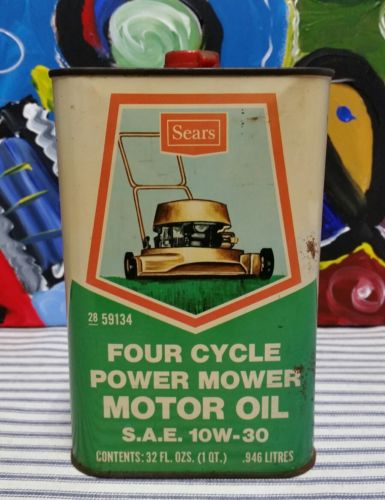 Sears
28 59134
FOUR CYCLE
POWER MOWER
MOTOR OIL
S.A.E. 10W-30
CONTENTS: 32 FL. OZS. (1 QT.) .946 LITRES